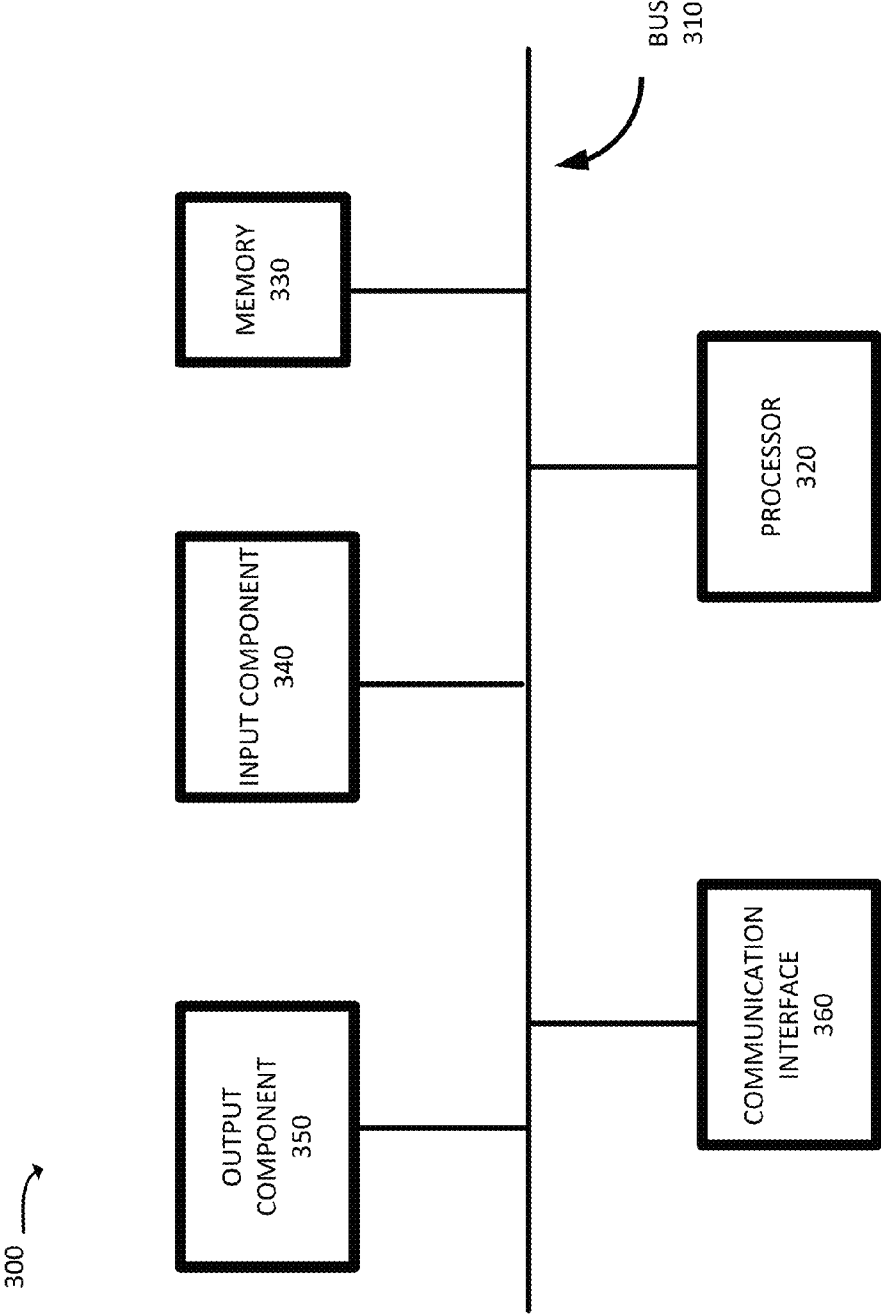 300
OUTPUT
COMPONENT
350
INPUT COMPONENT
340
MEMORY
330
BUS
310
COMMUNICATION
INTERFACE
360
PROCESSOR
320